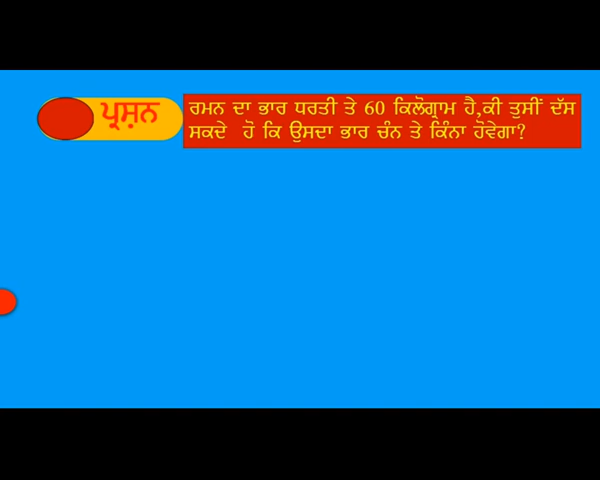 ਪ੍ਰਸ਼ਨ
ਰਮਨ ਦਾ ਭਾਰ ਧਰਤੀ ਤੇ 60 ਕਿਲੋਗ੍ਰਾਮ ਹੈ,ਕੀ ਤੁਸੀਂ ਦੱਸ
ਸਕਦੇ ਹੋ ਕਿ ਉਸਦਾ ਭਾਰ ਚੰਨ ਤੇ ਕਿੰਨਾ ਹੋਵੇਗਾ?